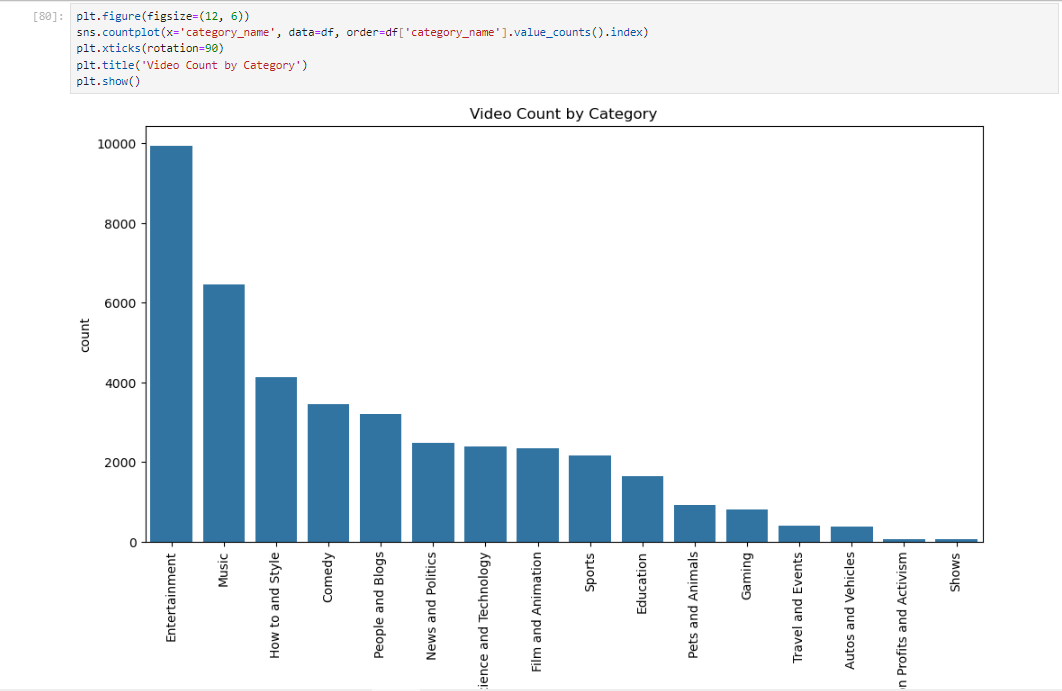 [80]: plt.figure(figsize=(12, 6))
sns.countplot(x='category_name', data=df, order=df['category_name'].value_counts().index)
plt.xticks(rotation=90)
plt.title('Video Count by Category')
plt.show()
Video Count by Category
10000
8000
6000
4000
2000
0
count
Entertainment
Music
How to and Style
Comedy
People and Blogs
News and Politics
ience and Technology
Film and Animation
Sports
Education
Pets and Animals
Gaming
Travel and Events
Autos and Vehicles
n Profits and Activism
Shows